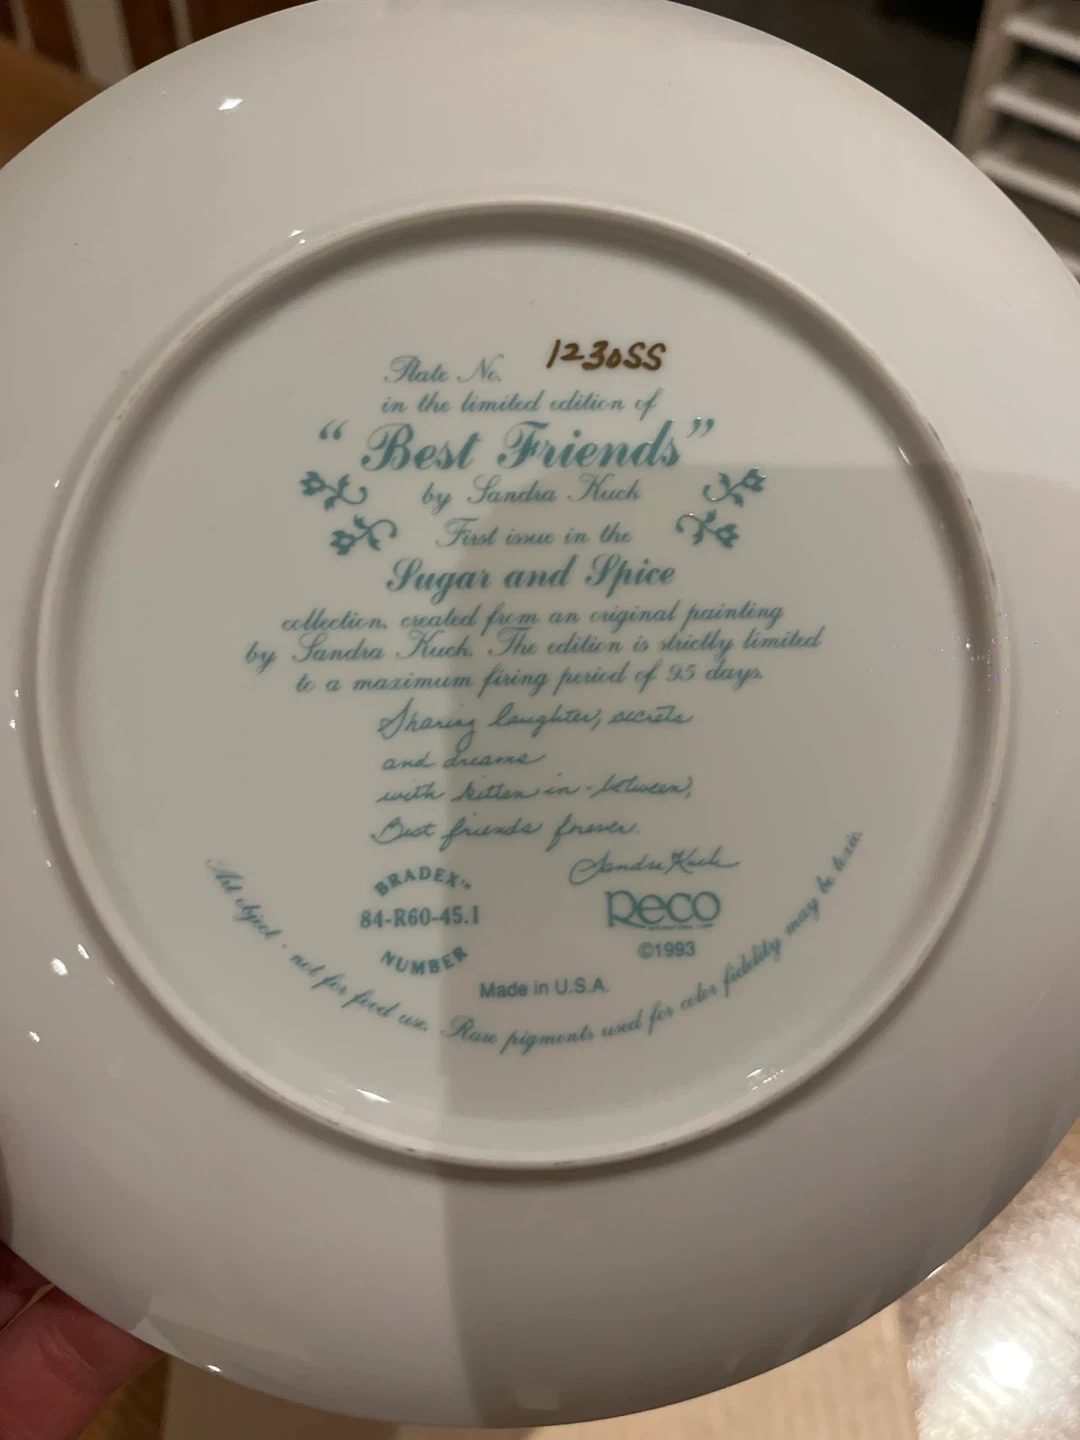 Plate No. 1230SS
in the limited edition of
"Best Friends"
by Sandra Kuck
First issue in the
Sugar and Spice
collection, created from an original painting
by Sandra Kuck. The edition is strictly limited
to a maximum firing period of 95 days.
Sharing laughter, secrets
and dreams
with kitten in-between,
Best friends forever.
Sandra Kuck
BRADEX™
84-R60-45.1
NUMBER
Reco
©1993
Made in U.S.A.
Art object - not for food use. Rare pigments used for color fidelity may be toxic.